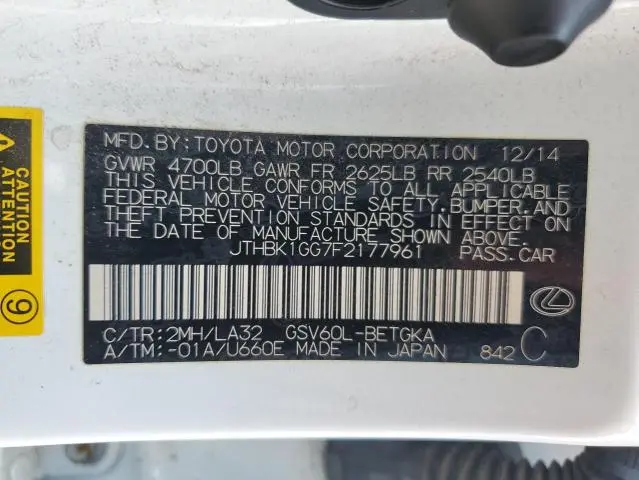 MFD. BY: TOYOTA MOTOR CORPORATION 12/14
GVWR 4700LB GAWR FR 2625LB RR 2540LB
THIS VEHICLE CONFORMS TO ALL APPLICABLE
FEDERAL MOTOR VEHICLE SAFETY, BUMPER, AND
THEFT PREVENTION STANDARDS IN EFFECT ON
THE DATE OF MANUFACTURE SHOWN ABOVE.
JTHBK1GG7F2177961 PASS. CAR
C/TR: 2MH/LA32 GSV60L-BETGKA
A/TM: -01A/U660E MADE IN JAPAN 842 C
CAUTION
ATTENTION
9